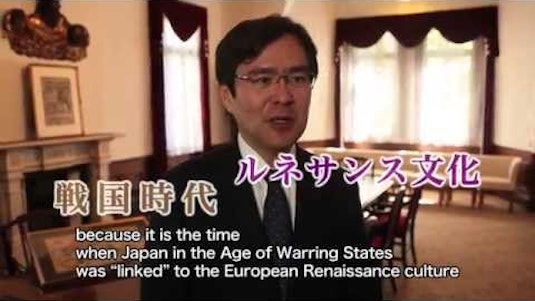 ルネサンス文化
戦国時代
because it is the time
when Japan in the Age of Warring States
was “linked” to the European Renaissance culture